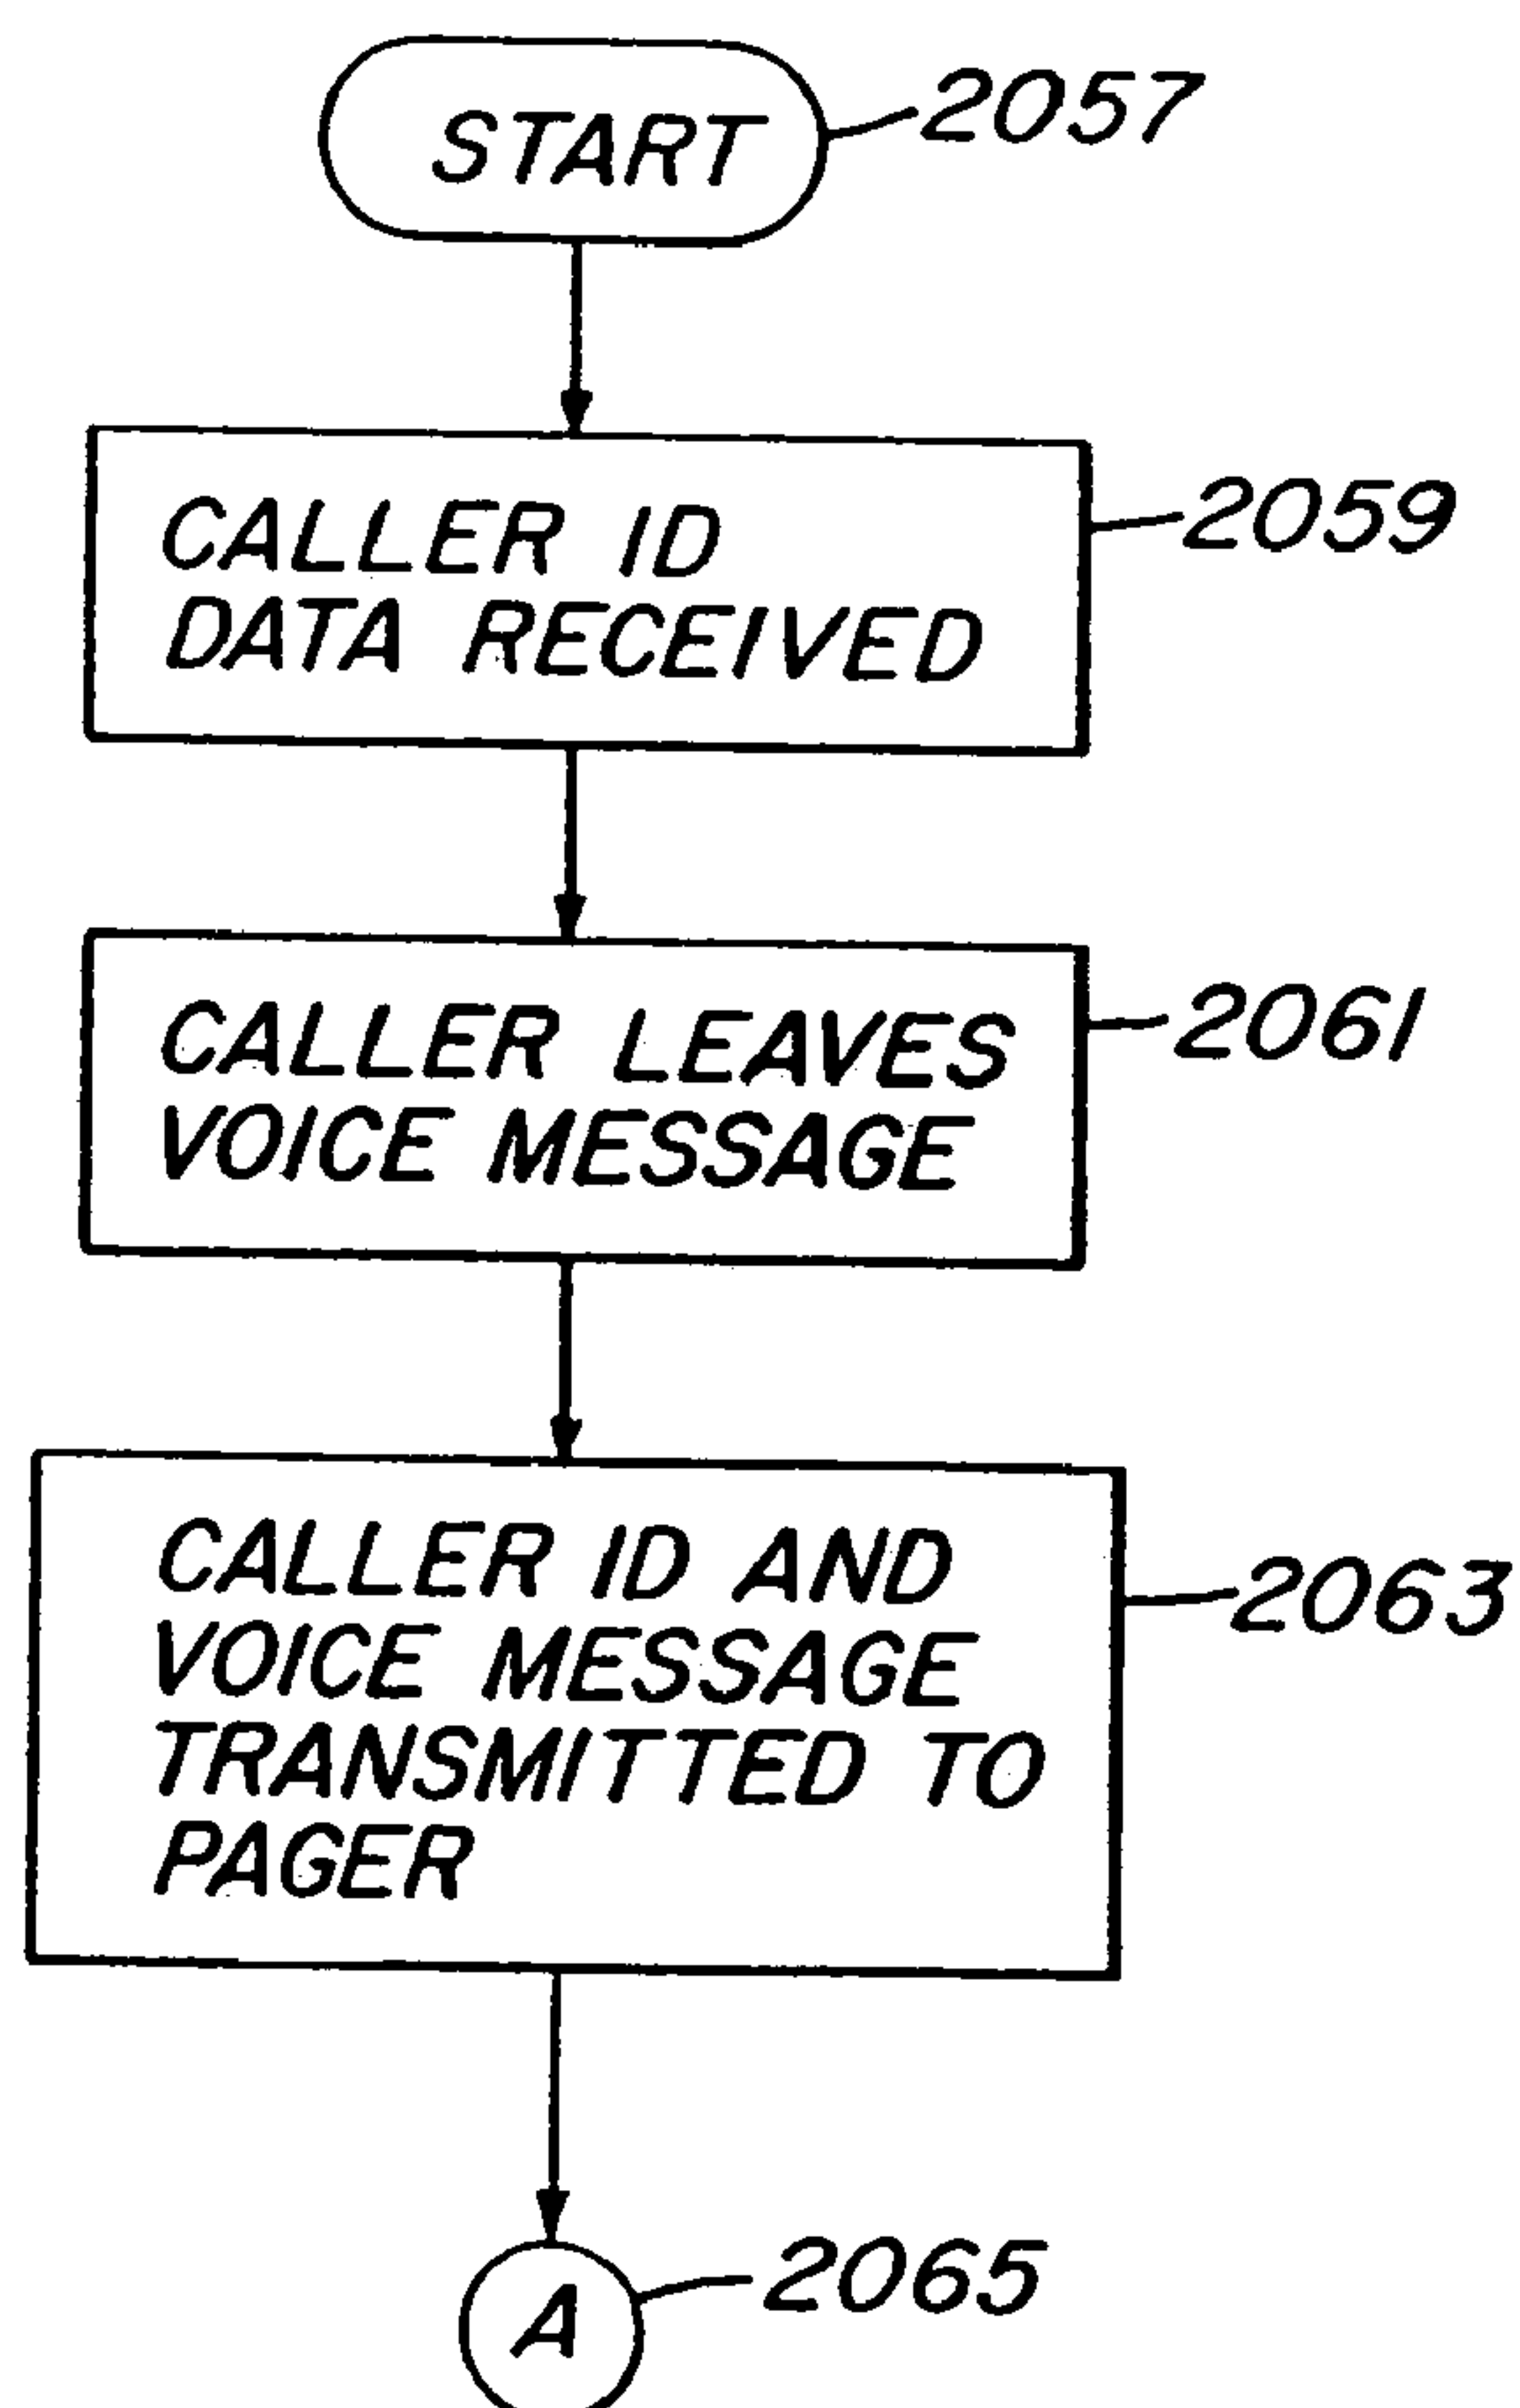 START
2057
CALLER ID
DATA RECEIVED
2059
CALLER LEAVES
VOICE MESSAGE
2061
CALLER ID AND
VOICE MESSAGE
TRANSMITTED TO
PAGER
2063
A
2065